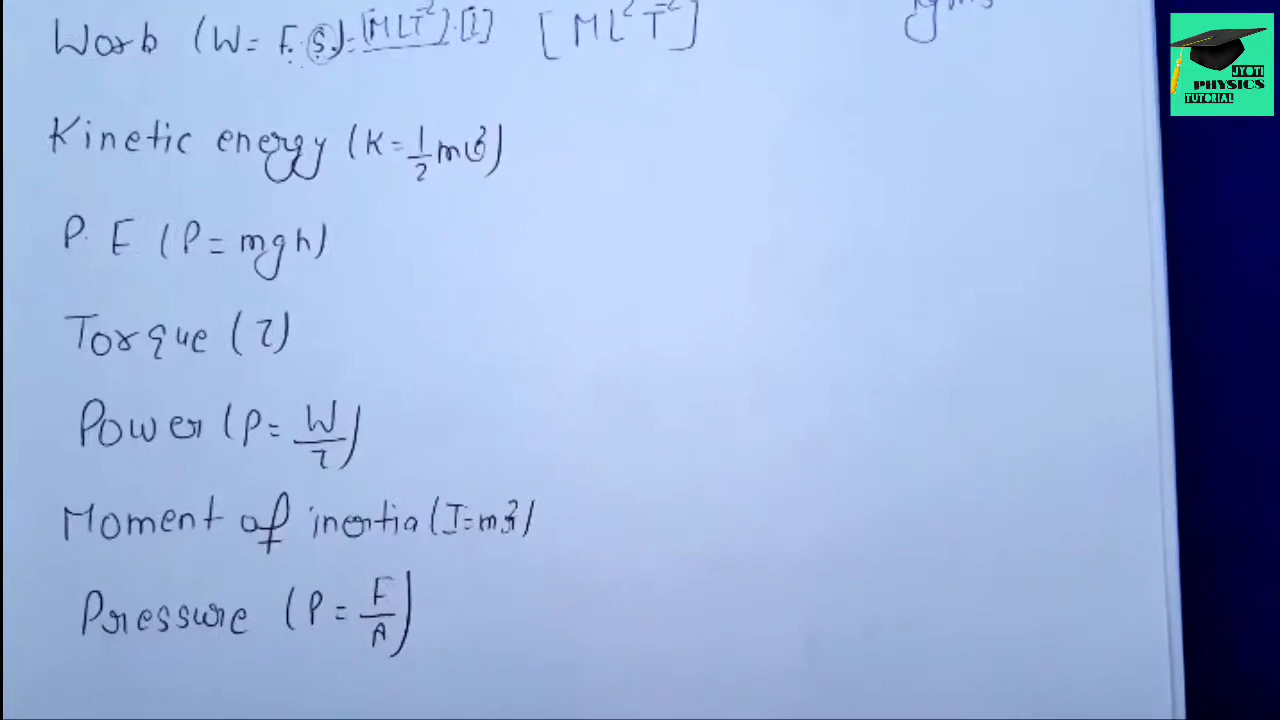 Work (W = F.S) = [MLT⁻²].[L] [ML²T⁻²]
Kinetic energy (K = 1/2 mv²)
P.E (P = mgh)
Torque (τ)
Power (P = W/T)
Moment of inertia (I = mr²)
Pressure (P = F/A)
JYOTI
PHYSICS
TUTORIAL